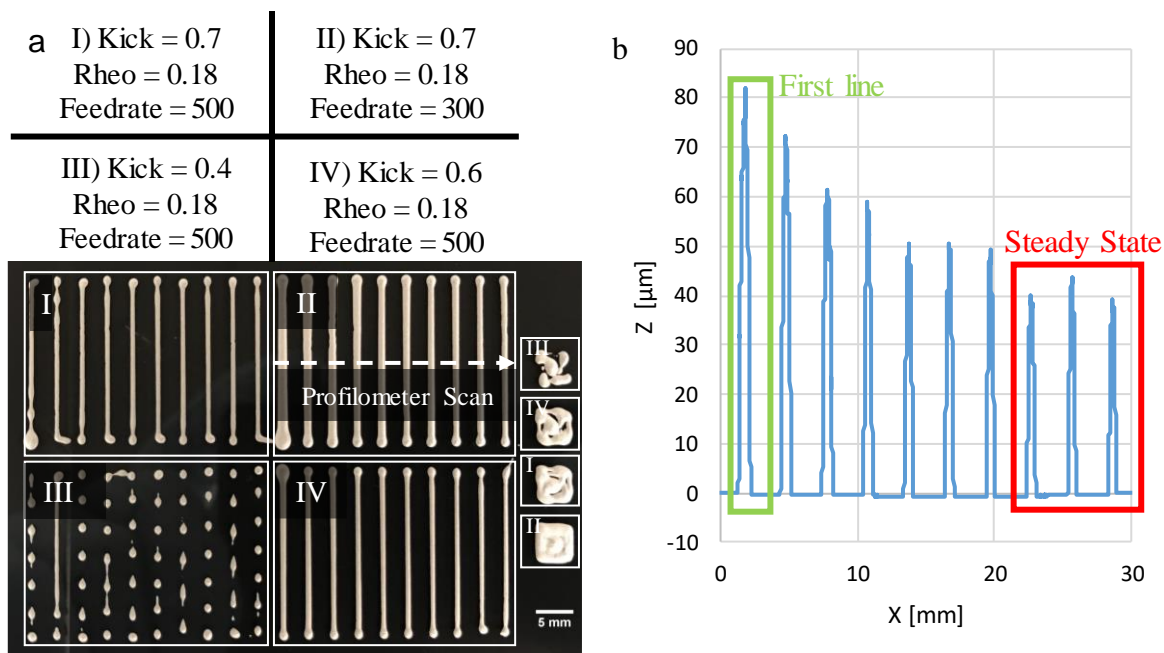 a
I) Kick = 0.7
Rheo = 0.18
Feedrate = 500
II) Kick = 0.7
Rheo = 0.18
Feedrate = 300
III) Kick = 0.4
Rheo = 0.18
Feedrate = 500
IV) Kick = 0.6
Rheo = 0.18
Feedrate = 500
I
II
Profilometer Scan
III
IV
III
IV
I
II
5 mm
b
First line
Steady State
Z [µm]
90
80
70
60
50
40
30
20
10
0
-10
0
10
20
30
X [mm]